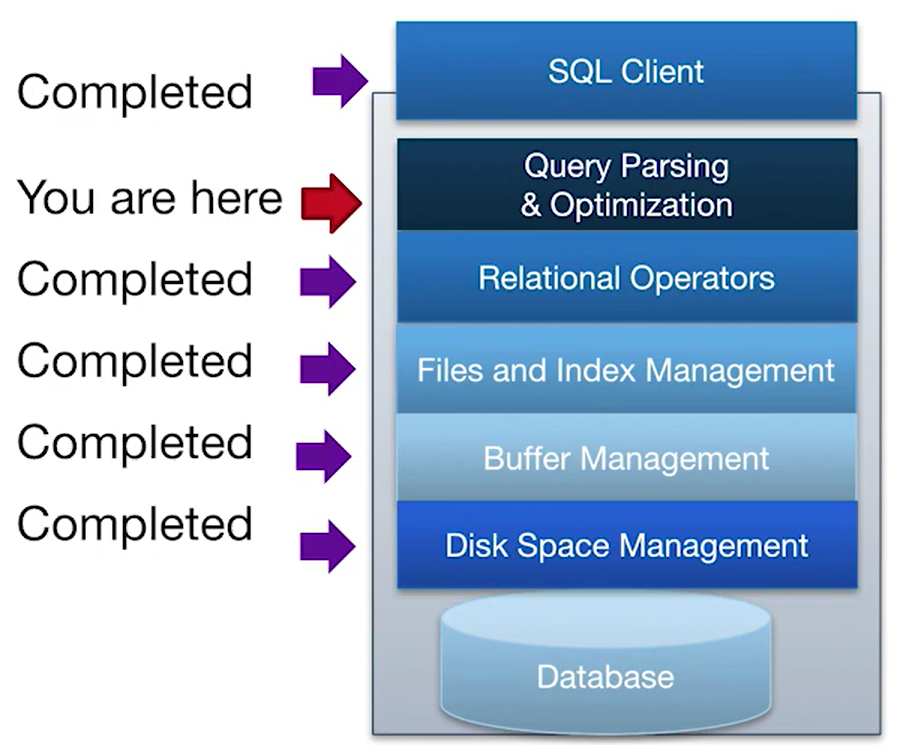 Completed
SQL Client
You are here
Query Parsing
& Optimization
Completed
Relational Operators
Completed
Files and Index Management
Completed
Buffer Management
Completed
Disk Space Management
Database